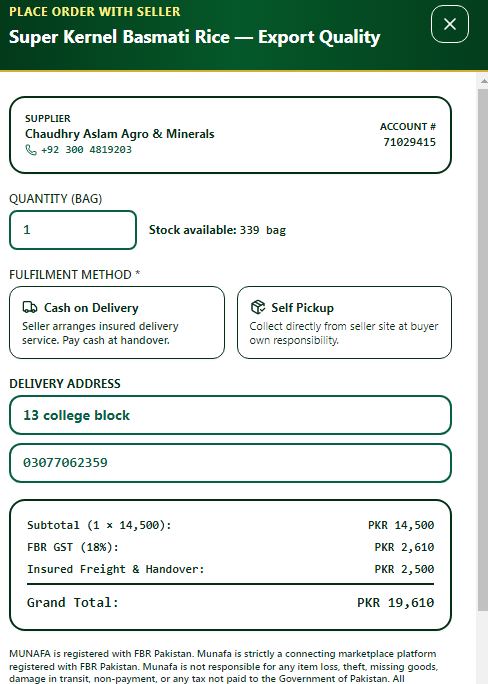 PLACE ORDER WITH SELLER
Super Kernel Basmati Rice — Export Quality
SUPPLIER
Chaudhry Aslam Agro & Minerals
+92 300 4819203
ACCOUNT #
71029415
QUANTITY (BAG)
1
Stock available: 339 bag
FULFILMENT METHOD *
Cash on Delivery
Seller arranges insured delivery
service. Pay cash at handover.
Self Pickup
Collect directly from seller site at buyer
own responsibility.
DELIVERY ADDRESS
13 college block
03077062359
Subtotal (1 × 14,500): PKR 14,500
FBR GST (18%): PKR 2,610
Insured Freight & Handover: PKR 2,500
Grand Total: PKR 19,610
MUNAFA is registered with FBR Pakistan. Munafa is strictly a connecting marketplace platform
registered with FBR Pakistan. Munafa is not responsible for any item loss, theft, missing goods,
damage in transit, non-payment, or any tax not paid to the Government of Pakistan. All